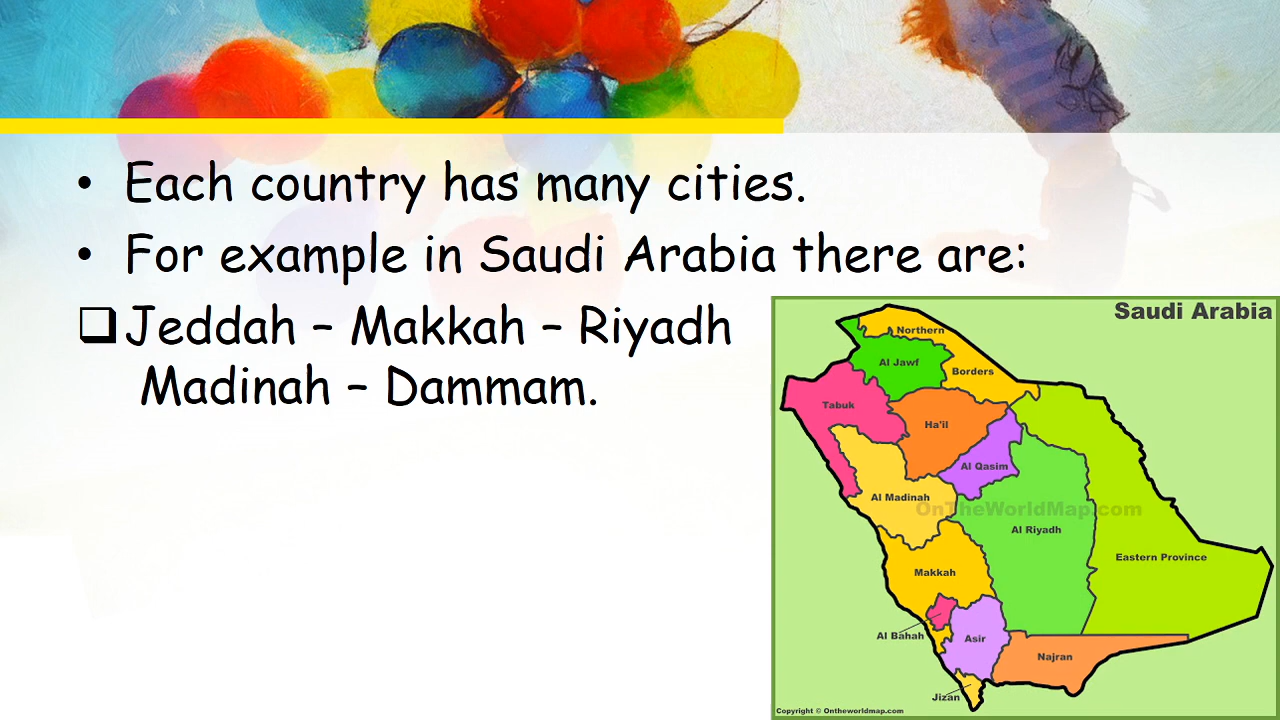 • Each country has many cities.
• For example in Saudi Arabia there are:
❑ Jeddah – Makkah – Riyadh
Madinah – Dammam.
Saudi Arabia
Northern
Al Jawf
Borders
Tabuk
Ha'il
Al Qasim
Al Madinah
OnTheWorldMap.com
Al Riyadh
Eastern Province
Makkah
Al Bahah
Asir
Najran
Jizan
Copyright © Ontheworldmap.com